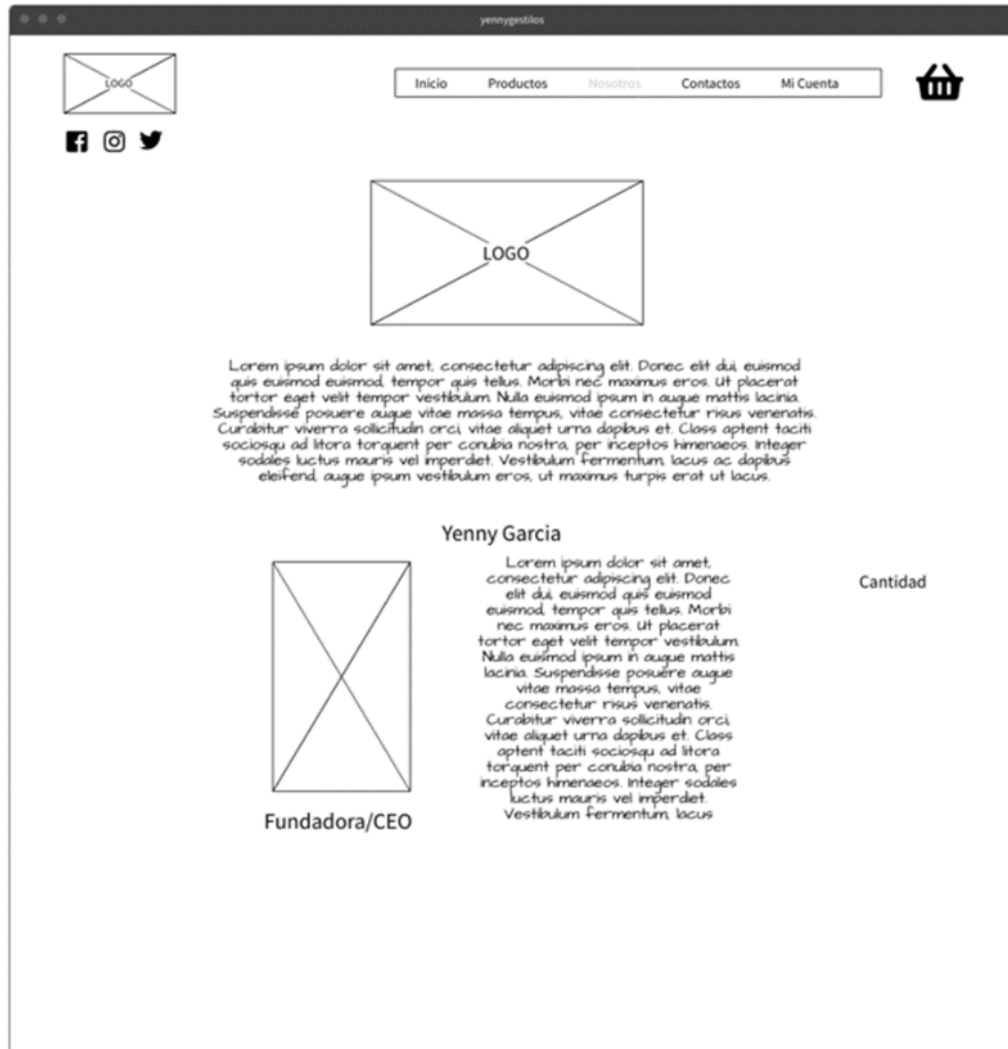 yennygestilos
LOGO
Inicio Productos Nosotros Contactos Mi Cuenta
LOGO
Lorem ipsum dolor sit amet, consectetur adipiscing elit. Donec elit dui, euismod
quis euismod euismod, tempor quis tellus. Morbi nec maximus eros. Ut placerat
tortor eget velit tempor vestibulum. Nulla euismod ipsum in augue mattis lacinia.
Suspendisse posuere augue vitae massa tempus, vitae consectetur risus venenatis.
Curabitur viverra sollicitudin orci, vitae aliquet urna dapibus et. Class aptent taciti
sociosqu ad litora torquent per conubia nostra, per inceptos himenaeos. Integer
sodales luctus mauris vel imperdiet. Vestibulum fermentum, lacus ac dapibus
eleifend, augue ipsum vestibulum eros, ut maximus turpis erat ut lacus.
Yenny Garcia
Lorem ipsum dolor sit amet,
consectetur adipiscing elit. Donec
elit dui, euismod quis euismod
euismod, tempor quis tellus. Morbi
nec maximus eros. Ut placerat
tortor eget velit tempor vestibulum.
Nulla euismod ipsum in augue mattis
lacinia. Suspendisse posuere augue
vitae massa tempus, vitae
consectetur risus venenatis.
Curabitur viverra sollicitudin orci,
vitae aliquet urna dapibus et. Class
aptent taciti sociosqu ad litora
torquent per conubia nostra, per
inceptos himenaeos. Integer sodales
luctus mauris vel imperdiet.
Vestibulum fermentum, lacus
Cantidad
Fundadora/CEO